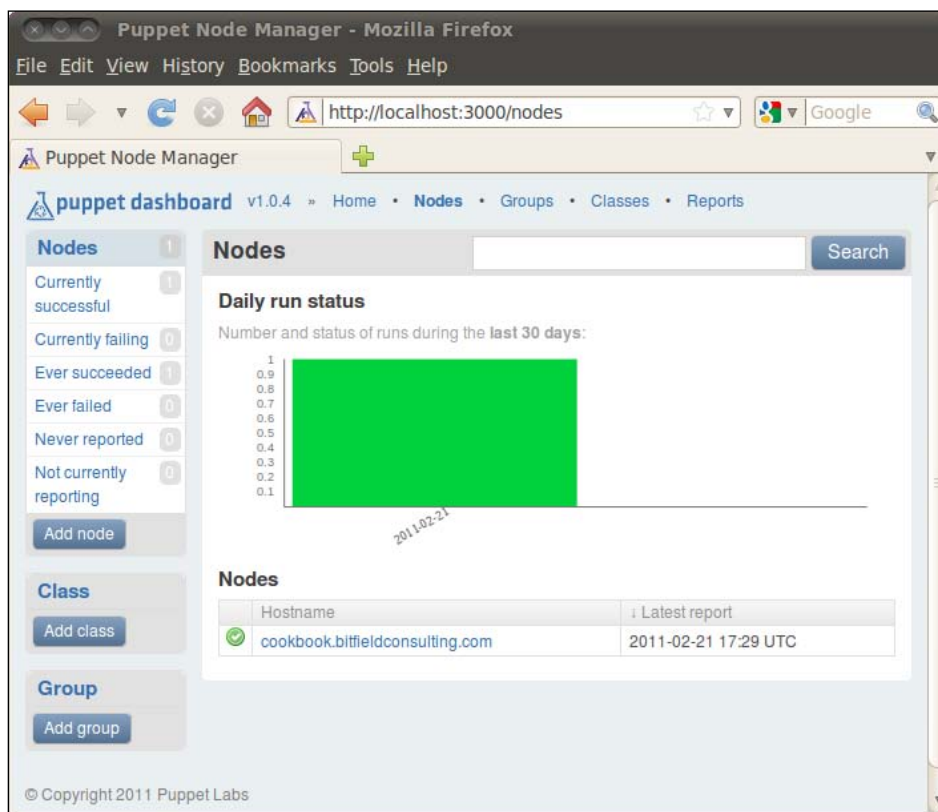 Puppet Node Manager - Mozilla Firefox
File Edit View History Bookmarks Tools Help
http://localhost:3000/nodes
Google
Puppet Node Manager
puppet dashboard v1.0.4 » Home • Nodes • Groups • Classes • Reports
Nodes 1
Currently successful 1
Currently failing 0
Ever succeeded 1
Ever failed 0
Never reported 0
Not currently reporting 0
Add node
Class
Add class
Group
Add group
Nodes
Search
Daily run status
Number and status of runs during the last 30 days:
1
0.9
0.8
0.7
0.6
0.5
0.4
0.3
0.2
0.1
2011-02-21
Nodes
Hostname ↓ Latest report
cookbook.bitfieldconsulting.com 2011-02-21 17:29 UTC
© Copyright 2011 Puppet Labs